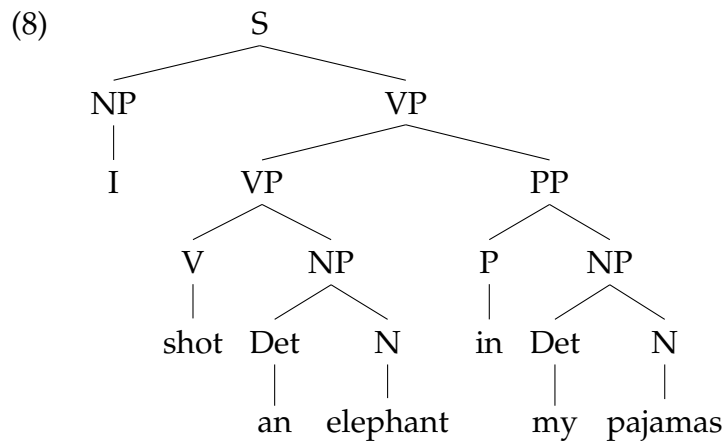 (8) S
NP VP
I VP PP
V NP P NP
shot Det N in Det N
an elephant my pajamas